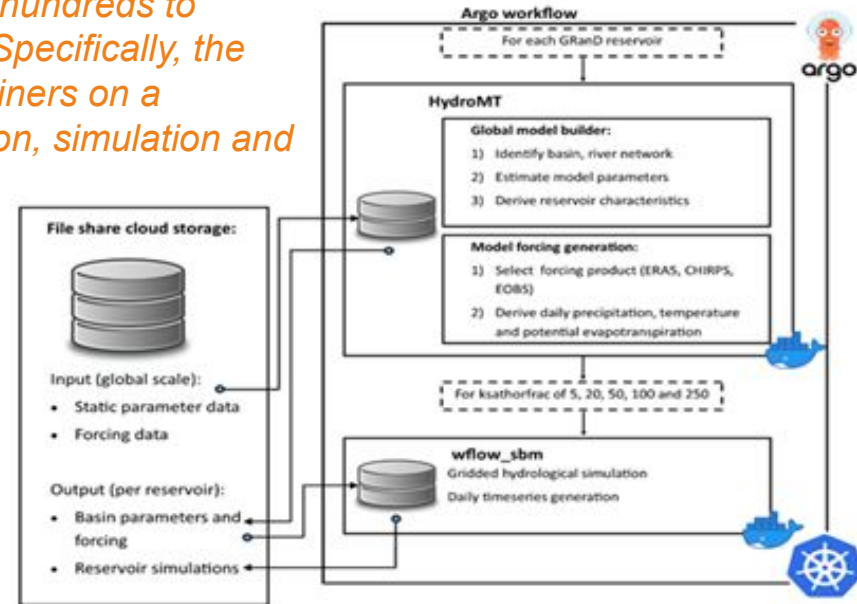 hundreds to
Specifically, the
iners on a
on, simulation and
Argo workflow
For each GRanD reservoir
argo
HydroMT
Global model builder:
1) Identify basin, river network
2) Estimate model parameters
3) Derive reservoir characteristics
Model forcing generation:
1) Select forcing product (ERA5, CHIRPS,
EOBS)
2) Derive daily precipitation, temperature
and potential evapotranspiration
For ksathorfrac of 5, 20, 50, 100 and 250
wflow_sbm
Gridded hydrological simulation
Daily timeseries generation
File share cloud storage:
Input (global scale):
• Static parameter data
• Forcing data
Output (per reservoir):
• Basin parameters and
forcing
• Reservoir simulations